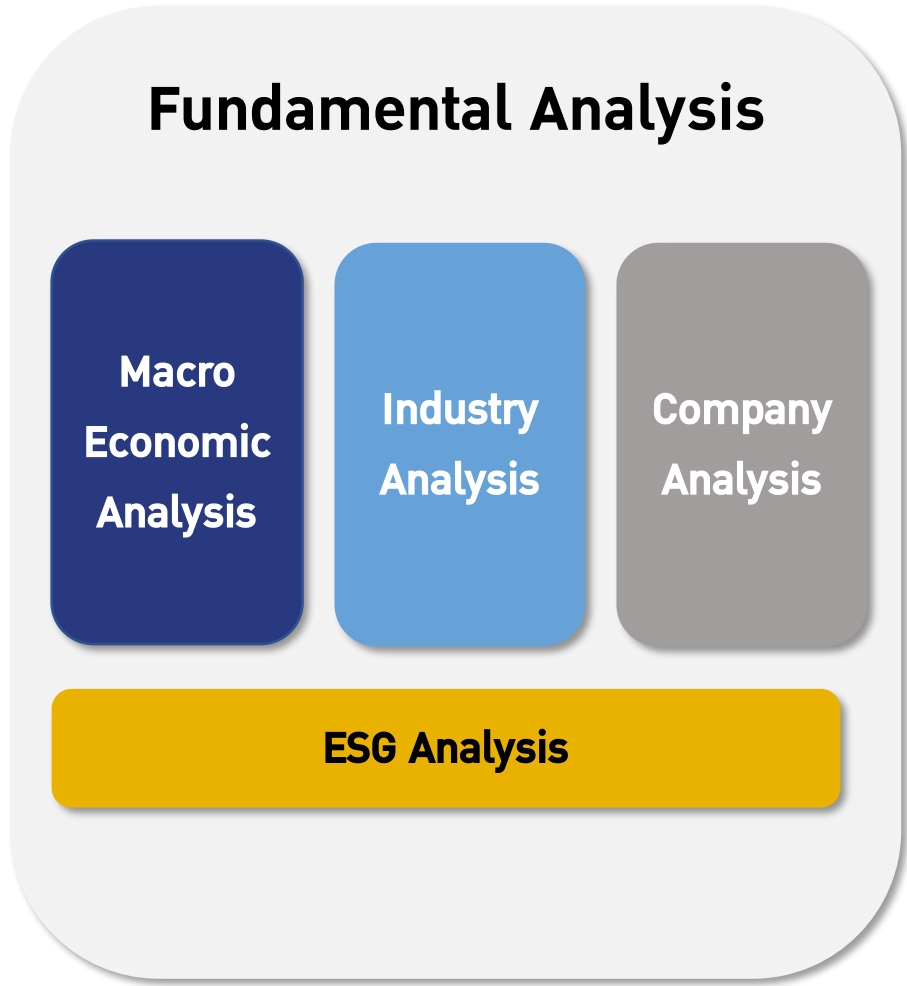 Fundamental Analysis
Macro
Economic
Analysis
Industry
Analysis
Company
Analysis
ESG Analysis